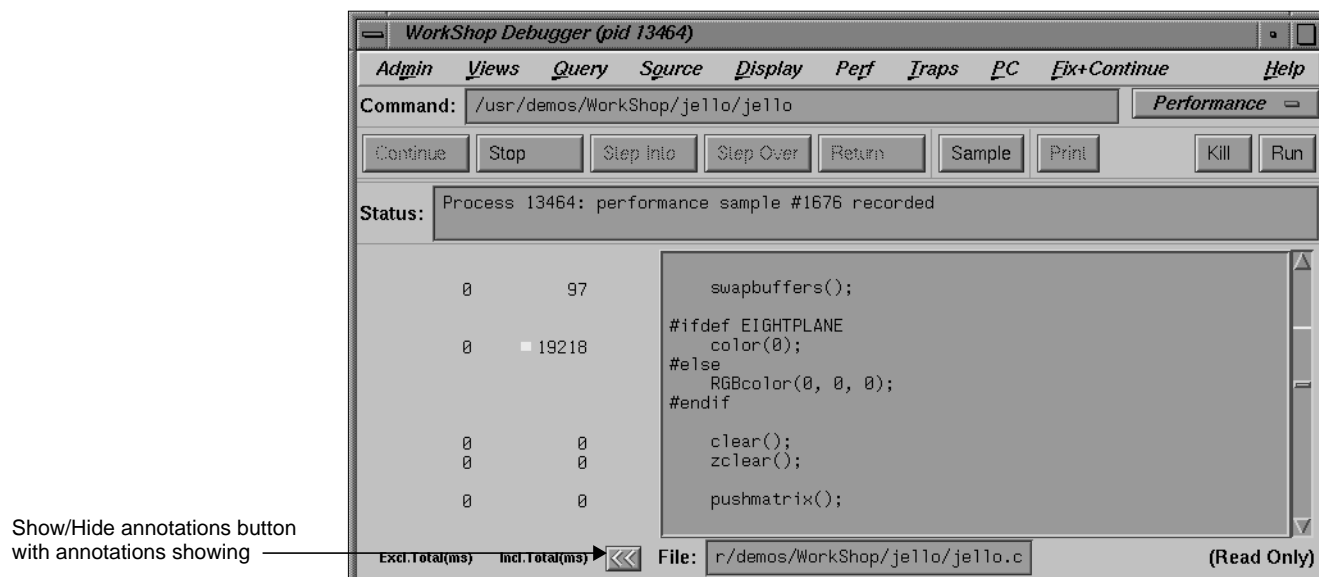 WorkShop Debugger (pid 13464)
Admin Views Query Source Display Perf Traps PC Fix+Continue Help
Command: /usr/demos/WorkShop/jello/jello Performance
Continue Stop Step Into Step Over Return Sample Print Kill Run
Status: Process 13464: performance sample #1676 recorded
0 97 swapbuffers();
#ifdef EIGHTPLANE
0 19218 color(0);
#else
RGBcolor(0, 0, 0);
#endif
0 0 clear();
0 0 zclear();
0 0 pushmatrix();
Show/Hide annotations button
with annotations showing
Excl.Total(ms) Incl.Total(ms) << File: r/demos/WorkShop/jello/jello.c (Read Only)